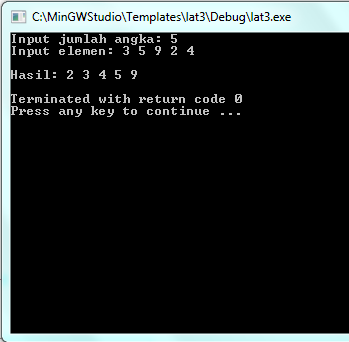 C:\MinGWStudio\Templates\lat3\Debug\lat3.exe
Input jumlah angka: 5
Input elemen: 3 5 9 2 4
Hasil: 2 3 4 5 9
Terminated with return code 0
Press any key to continue ...